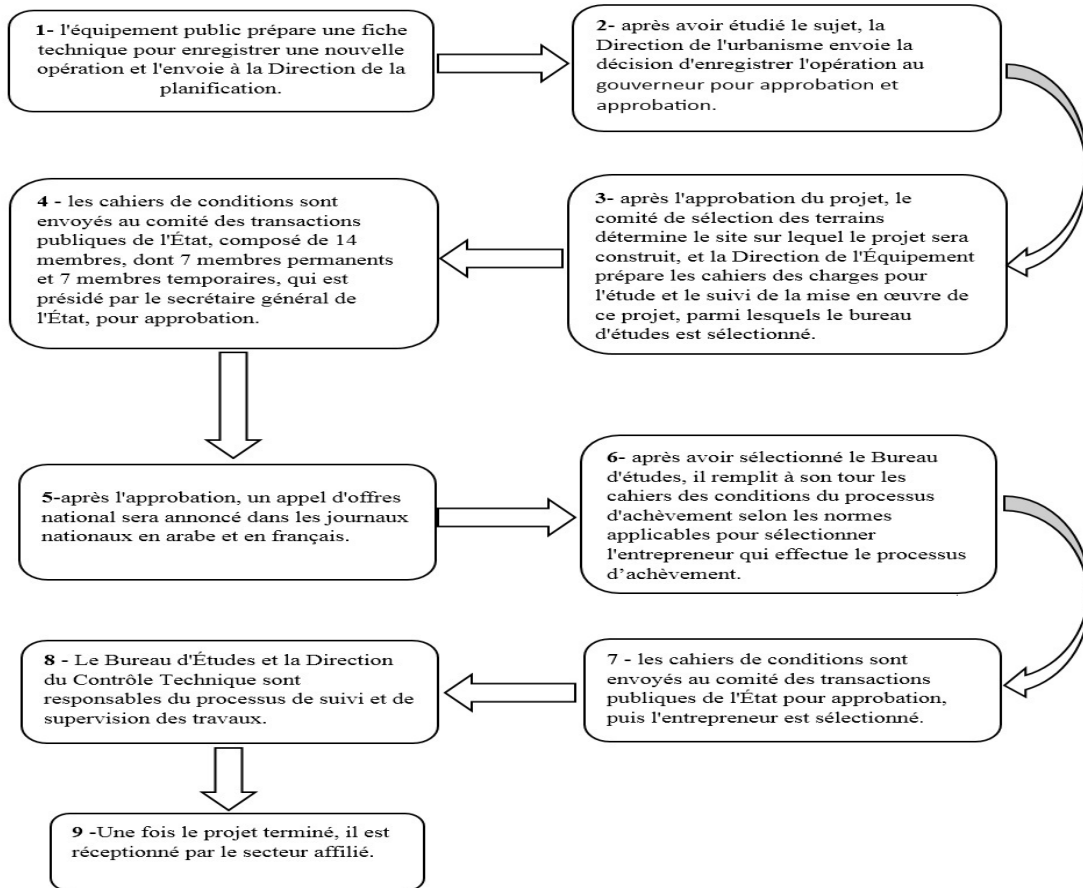 1- l'équipement public prépare une fiche
technique pour enregistrer une nouvelle
opération et l'envoie à la Direction de la
planification.
2- après avoir étudié le sujet, la
Direction de l'urbanisme envoie la
décision d'enregistrer l'opération au
gouverneur pour approbation et
approbation.
3- après l'approbation du projet, le
comité de sélection des terrains
détermine le site sur lequel le projet sera
construit, et la Direction de l'Équipement
prépare les cahiers des charges pour
l'étude et le suivi de la mise en œuvre de
ce projet, parmi lesquels le bureau
d'études est sélectionné.
4 - les cahiers de conditions sont
envoyés au comité des transactions
publiques de l'État, composé de 14
membres, dont 7 membres permanents
et 7 membres temporaires, qui est
présidé par le secrétaire général de
l'État, pour approbation.
5-après l'approbation, un appel d'offres
national sera annoncé dans les journaux
nationaux en arabe et en français.
6- après avoir sélectionné le Bureau
d'études, il remplit à son tour les
cahiers des conditions du processus
d'achèvement selon les normes
applicables pour sélectionner
l'entrepreneur qui effectue le processus
d'achèvement.
7 - les cahiers de conditions sont
envoyés au comité des transactions
publiques de l'État pour approbation,
puis l'entrepreneur est sélectionné.
8 - Le Bureau d'Études et la Direction
du Contrôle Technique sont
responsables du processus de suivi et de
supervision des travaux.
9 -Une fois le projet terminé, il est
réceptionné par le secteur affilié.